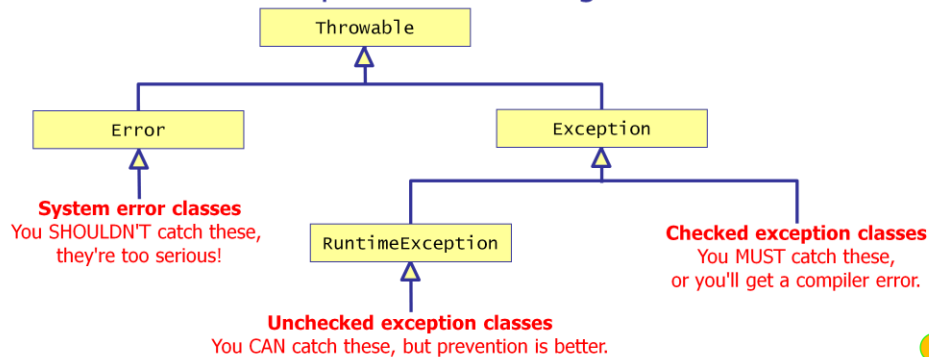 Throwable
Error
Exception
System error classes
You SHOULDN'T catch these,
they're too serious!
RuntimeException
Checked exception classes
You MUST catch these,
or you'll get a compiler error.
Unchecked exception classes
You CAN catch these, but prevention is better.